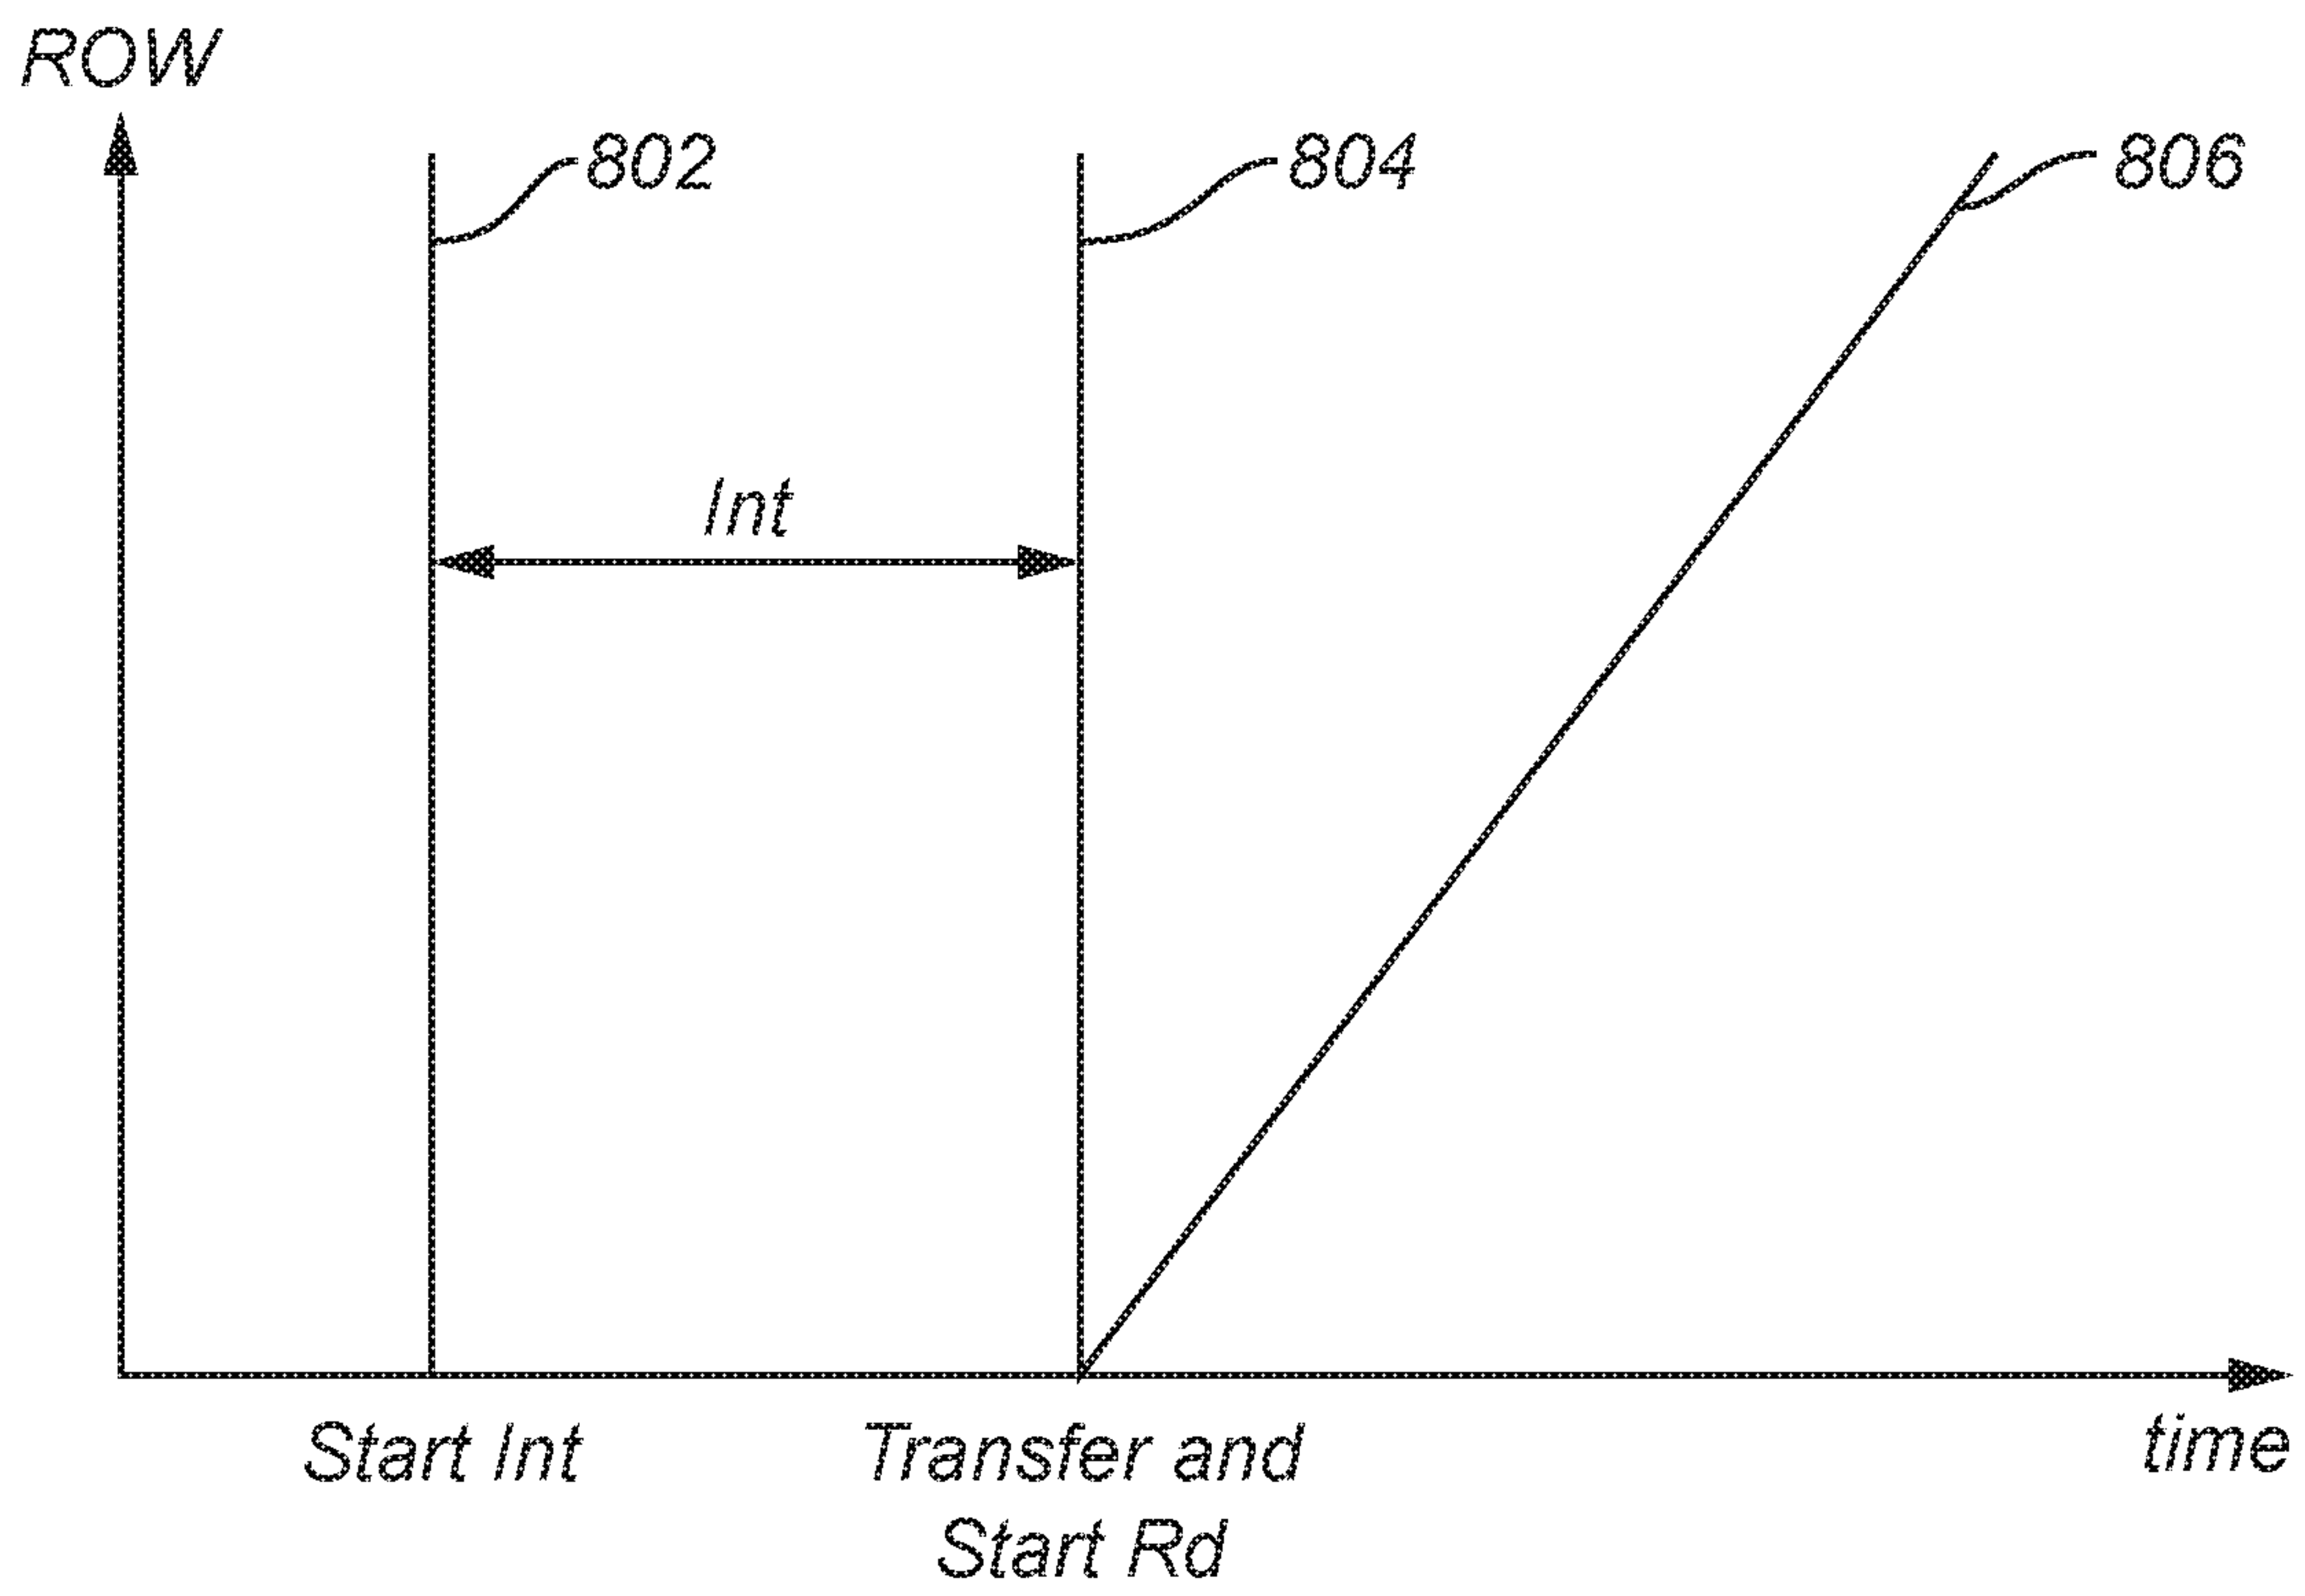 ROW
802
804
806
Int
Start Int
Transfer and
Start Rd
time